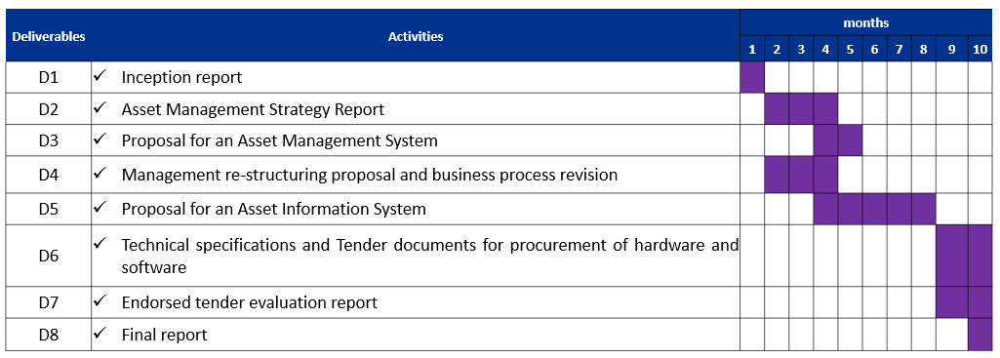 Deliverables Activities months
1 2 3 4 5 6 7 8 9 10
D1 ✓ Inception report
D2 ✓ Asset Management Strategy Report
D3 ✓ Proposal for an Asset Management System
D4 ✓ Management re-structuring proposal and business process revision
D5 ✓ Proposal for an Asset Information System
D6 ✓ Technical specifications and Tender documents for procurement of hardware and
software
D7 ✓ Endorsed tender evaluation report
D8 ✓ Final report